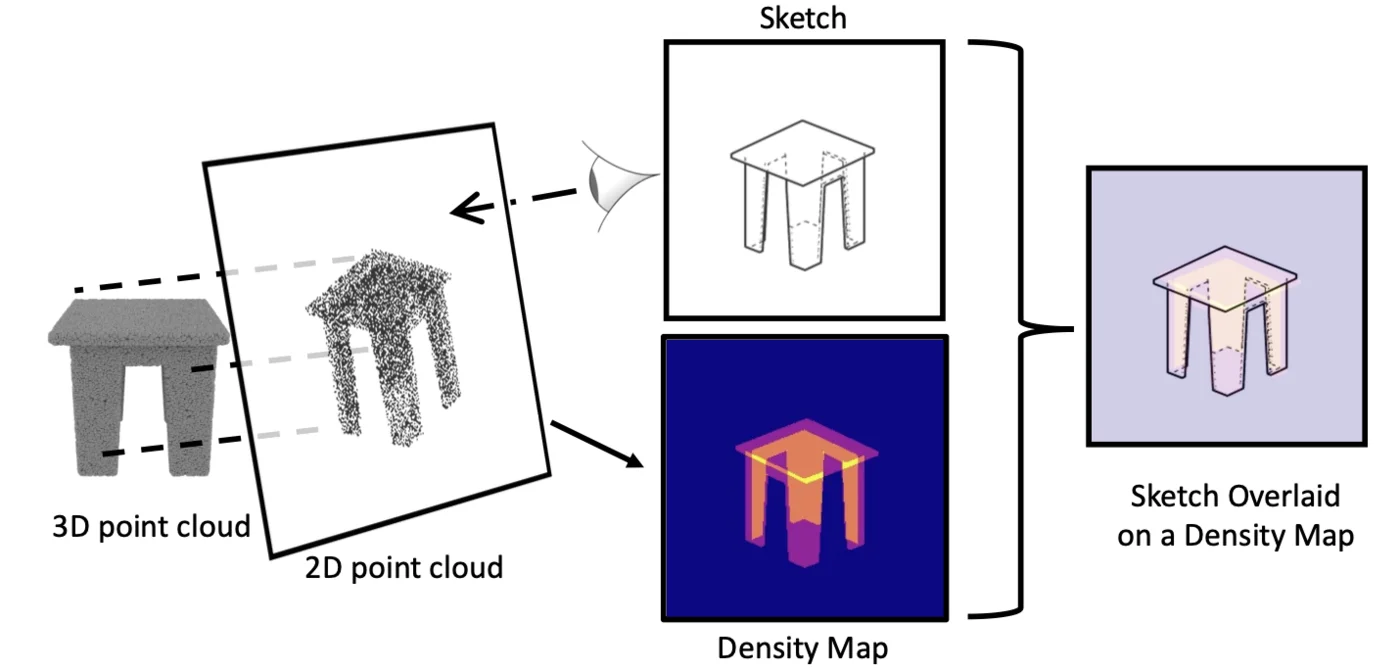 Sketch
3D point cloud
2D point cloud
Density Map
Sketch Overlaid
on a Density Map